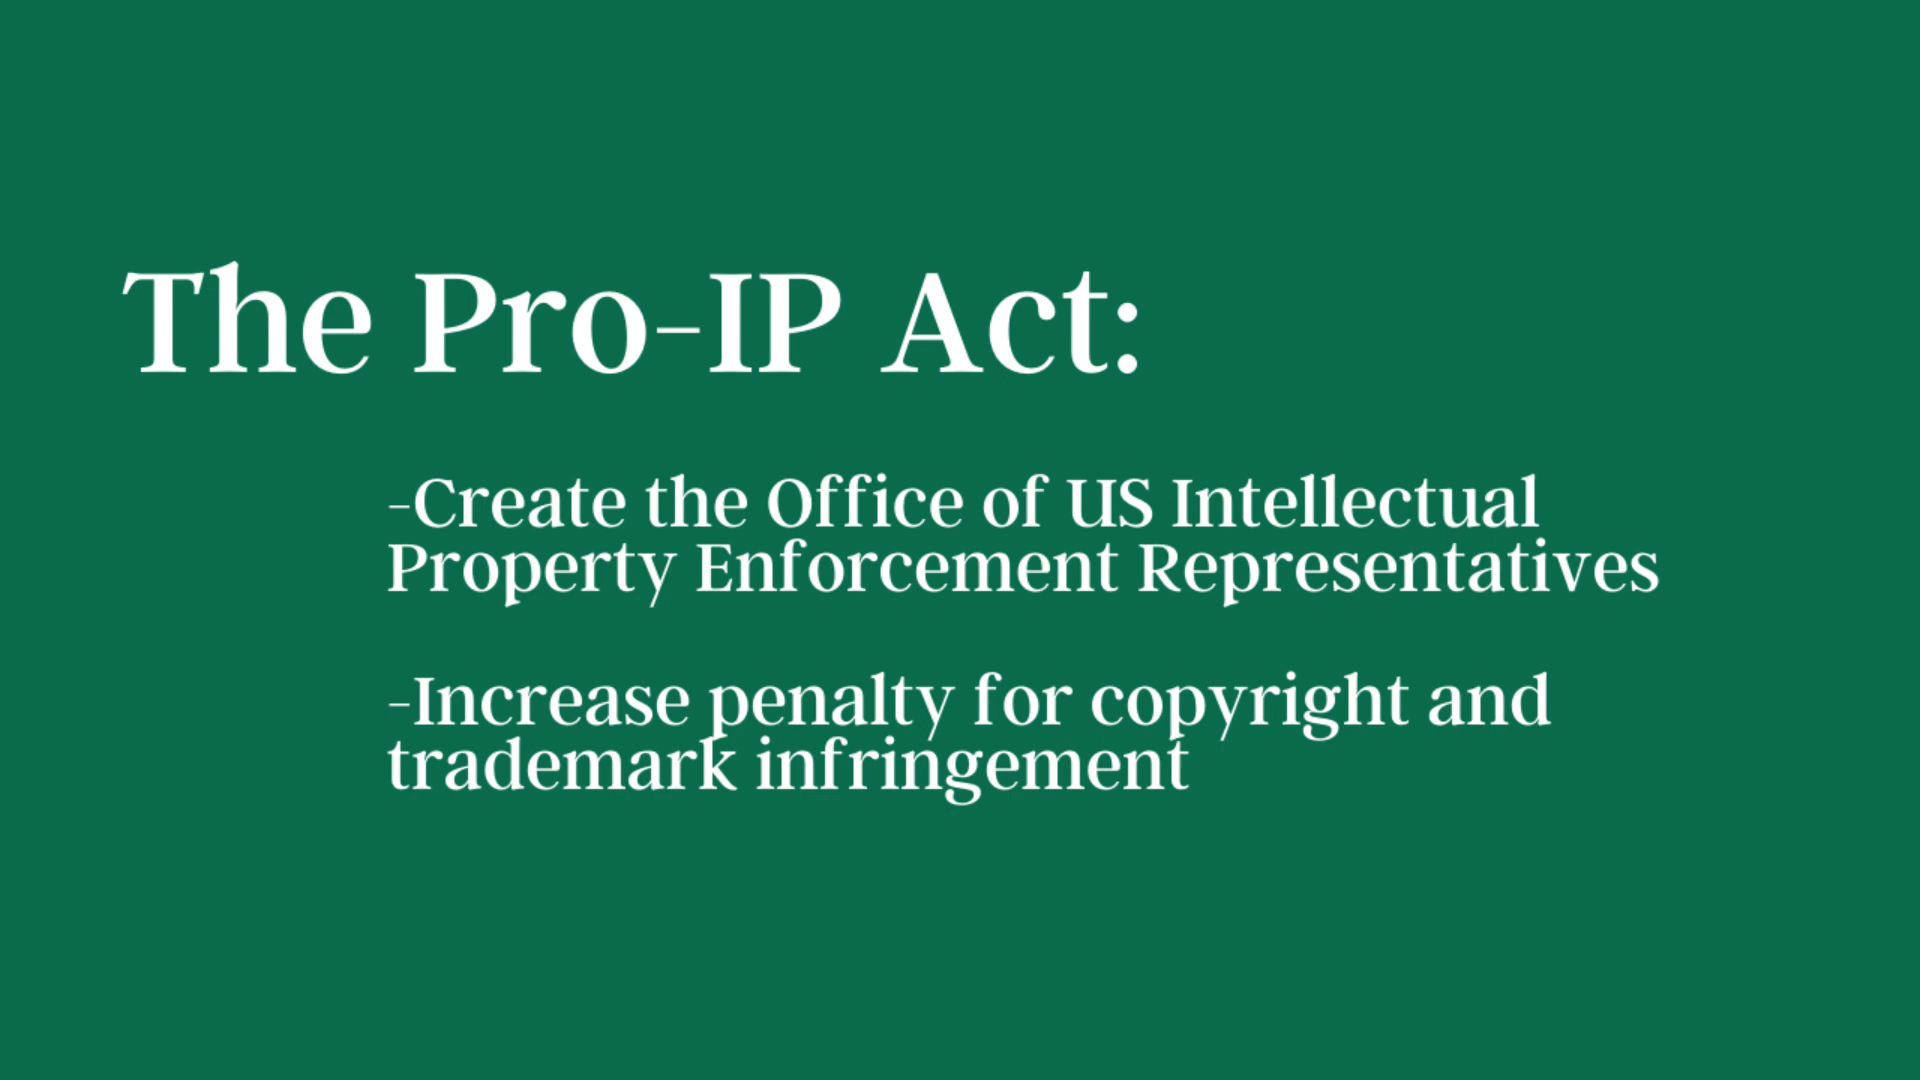 The Pro-IP Act:
-Create the Office of US Intellectual
Property Enforcement Representatives
-Increase penalty for copyright and
trademark infringement